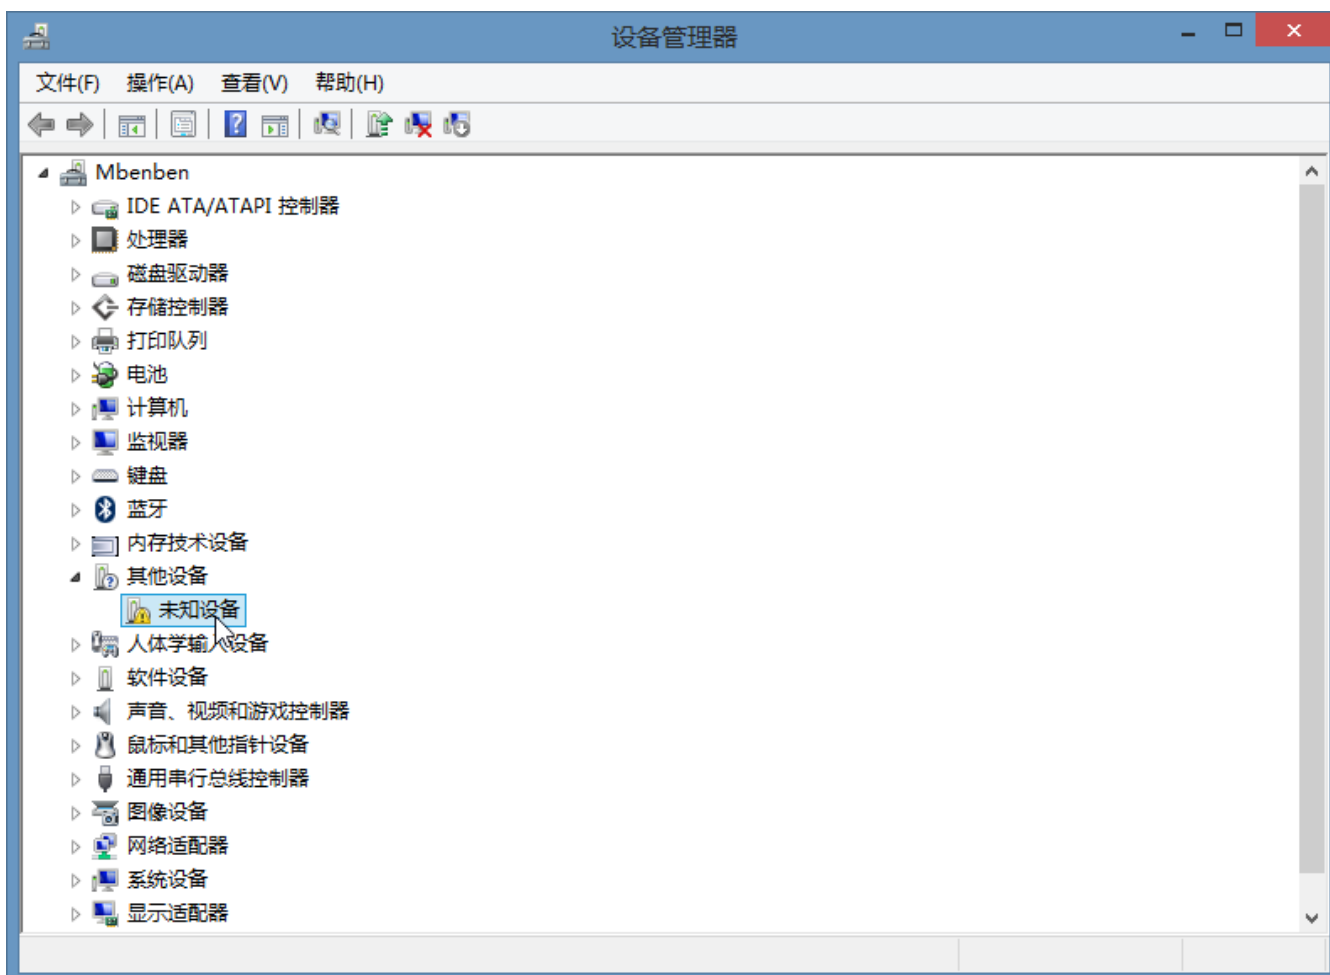 设备管理器
文件(F) 操作(A) 查看(V) 帮助(H)
Mbenben
IDE ATA/ATAPI 控制器
处理器
磁盘驱动器
存储控制器
打印队列
电池
计算机
监视器
键盘
蓝牙
内存技术设备
其他设备
未知设备
人体学输入设备
软件设备
声音、视频和游戏控制器
鼠标和其他指针设备
通用串行总线控制器
图像设备
网络适配器
系统设备
显示适配器